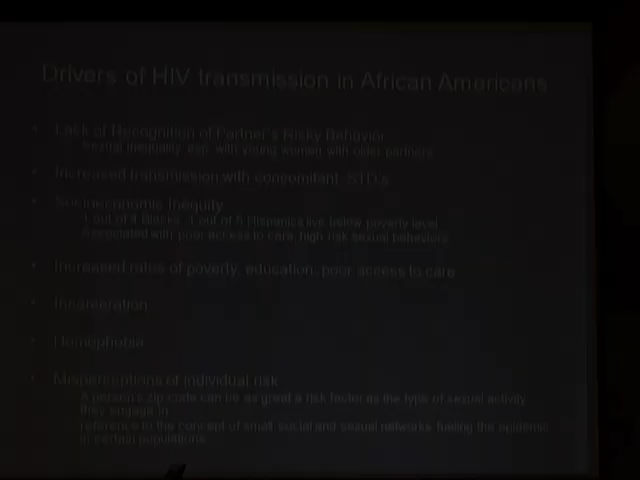 Drivers of HIV transmission in African Americans
• Lack of Recognition of Partner's Risky Behavior
Sexual inequality, esp. with young women with older partners
• Increased transmission with concomitant STD's
• Socioeconomic Inequity
1 out of 4 Blacks, 1 out of 5 Hispanics live below poverty level
Associated with poor access to care, high risk sexual behaviors
• Increased rates of poverty, education, poor access to care
• Incarceration
• Homophobia
• Misperceptions of individual risk
A person's zip code can be as great a risk factor as the type of sexual activity
they engage in
reference to the concept of small social and sexual networks fueling the epidemic
in certain populations